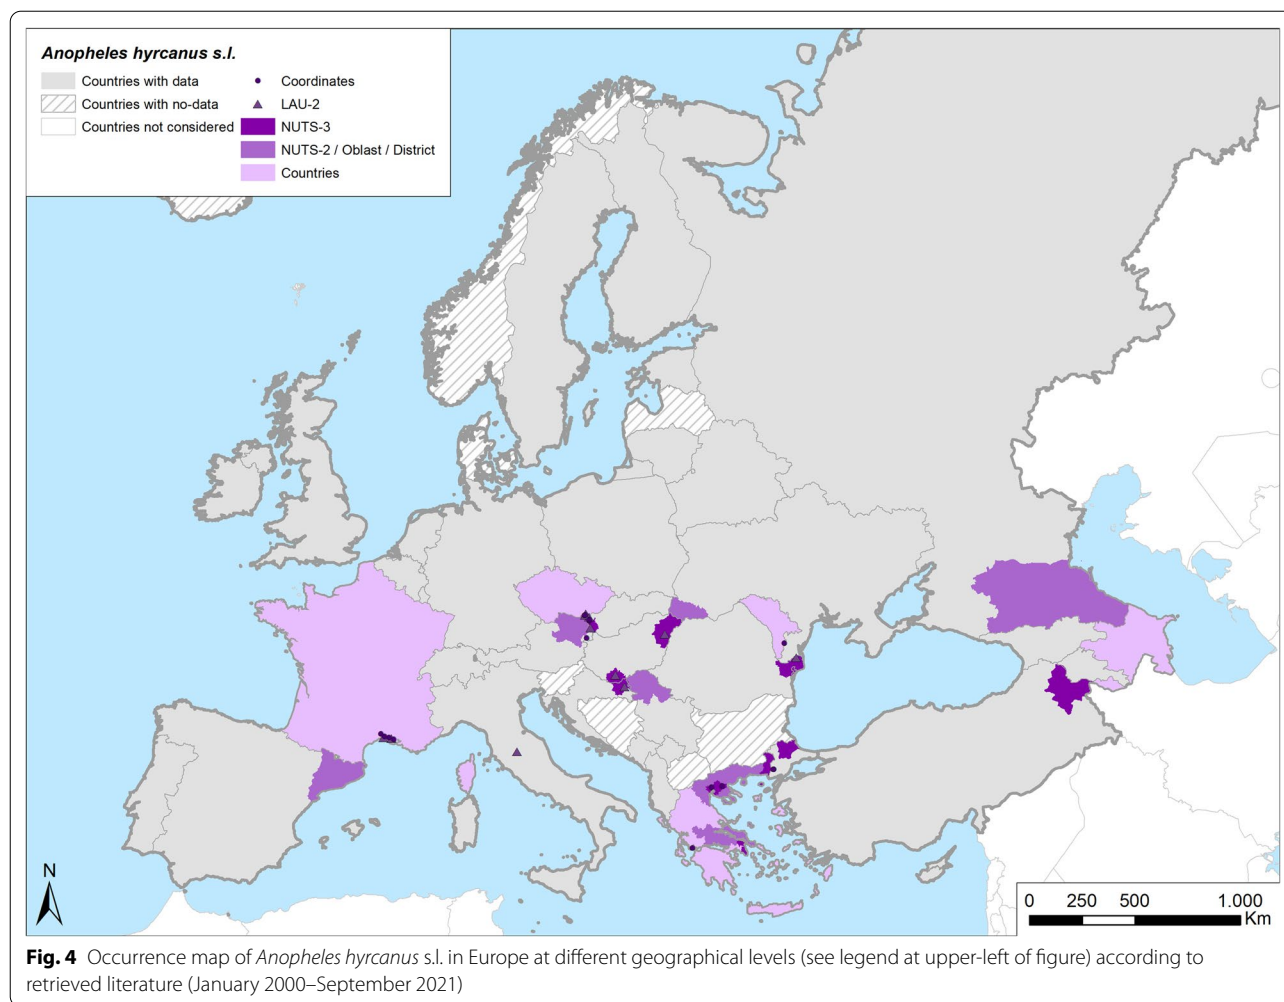 Anopheles hyrcanus s.l.
Countries with data
Countries with no-data
Countries not considered
Coordinates
LAU-2
NUTS-3
NUTS-2 / Oblast / District
Countries
N
0 250 500 1.000
Km
Fig. 4 Occurrence map of Anopheles hyrcanus s.l. in Europe at different geographical levels (see legend at upper-left of figure) according to
retrieved literature (January 2000–September 2021)